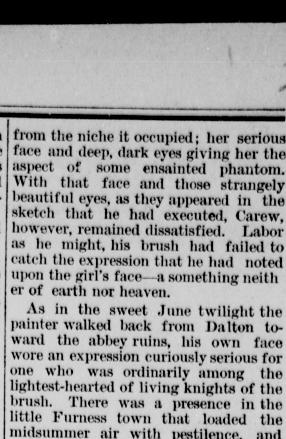 from the niche it occupied; her serious
face and deep, dark eyes giving her the
aspect of some ensainted phantom.
With that face and those strangely
beautiful eyes, as they appeared in the
sketch that he had executed, Carew,
however, remained dissatisfied. Labor
as he might, his brush had failed to
catch the expression that he had noted
upon the girl's face—a something neith
er of earth nor heaven.
As in the sweet June twilight the
painter walked back from Dalton to-
ward the abbey ruins, his own face
wore an expression curiously serious for
one who was ordinarily among the
lightest-hearted of living knights of the
brush. There was a presence in the
little Furness town that loaded the
midsummer air with pestilence, and